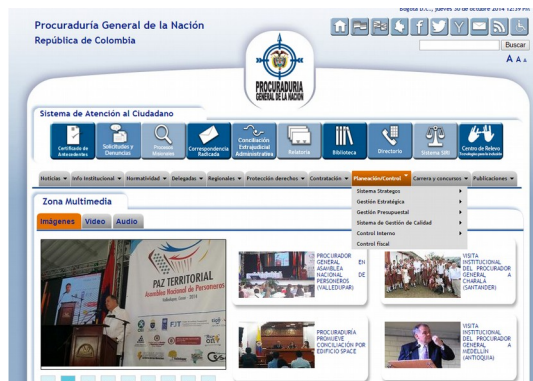 Bogotá D.C., jueves 30 de octubre 2014 12:39 PM
Procuraduría General de la Nación
República de Colombia
Buscar
A A A
PROCURADURIA
GENERAL DE LA NACION
Sistema de Atención al Ciudadano
Certificado de
Antecedentes
Solicitudes y
Denuncias
Procesos
Misionales
Correspondencia
Radicada
Conciliación
Extrajudicial
Administrativa
Relatoría
Biblioteca
Directorio
Sistema SIRI
Centro de Relevo
Noticias
Info Institucional
Normatividad
Delegadas
Regionales
Protección derechos
Contratación
Planeación/Control
Carrera y concursos
Publicaciones
Sistema Strategos
Gestión Estratégica
Gestión Presupuestal
Sistema de Gestión de Calidad
Control Interno
Control fiscal
Zona Multimedia
Imágenes Video Audio
PAZ TERRITORIAL
Asamblea Nacional de Personeros
FJT
PROCURADOR
GENERAL EN
ASAMBLEA
NACIONAL DE
PERSONEROS
(VALLEDUPAR)
VISITA
INSTITUCIONAL
DEL PROCURADOR
GENERAL A
CHARALÁ
(SANTANDER)
PROCURADURÍA
PROMUEVE
CONCILIACIÓN POR
EDIFICIO SPACE
VISITA
INSTITUCIONAL
DEL PROCURADOR
GENERAL A
MEDELLÍN
(ANTIOQUIA)